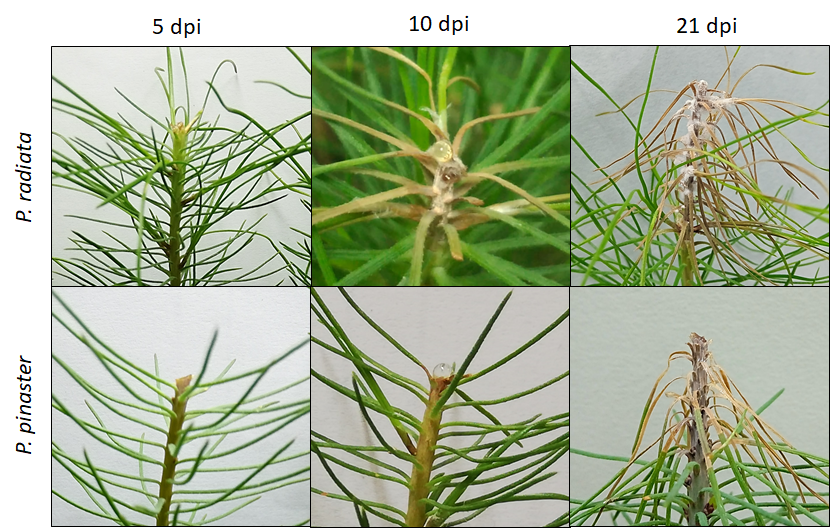 5 dpi
10 dpi
21 dpi
P. radiata
P. pinaster